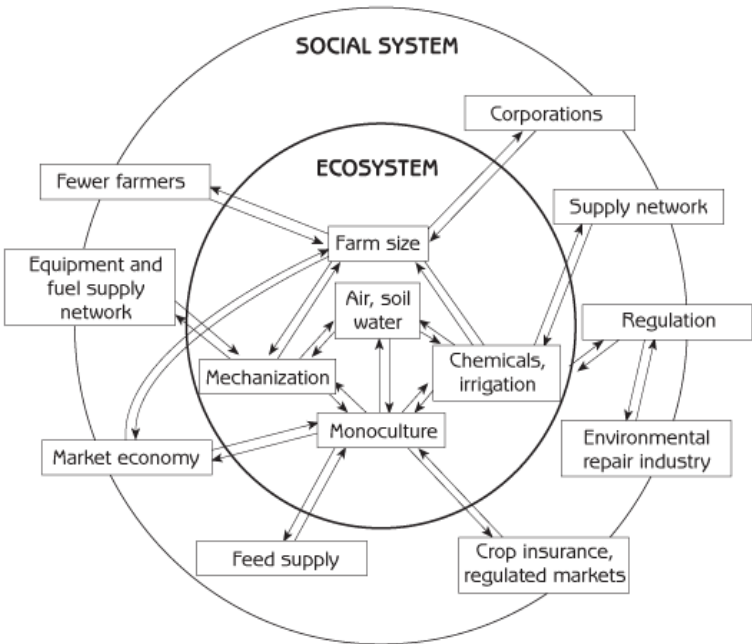 SOCIAL SYSTEM
Corporations
ECOSYSTEM
Fewer farmers
Supply network
Farm size
Equipment and
fuel supply
network
Air, soil
water
Regulation
Mechanization
Chemicals,
irrigation
Monoculture
Market economy
Environmental
repair industry
Feed supply
Crop insurance,
regulated markets